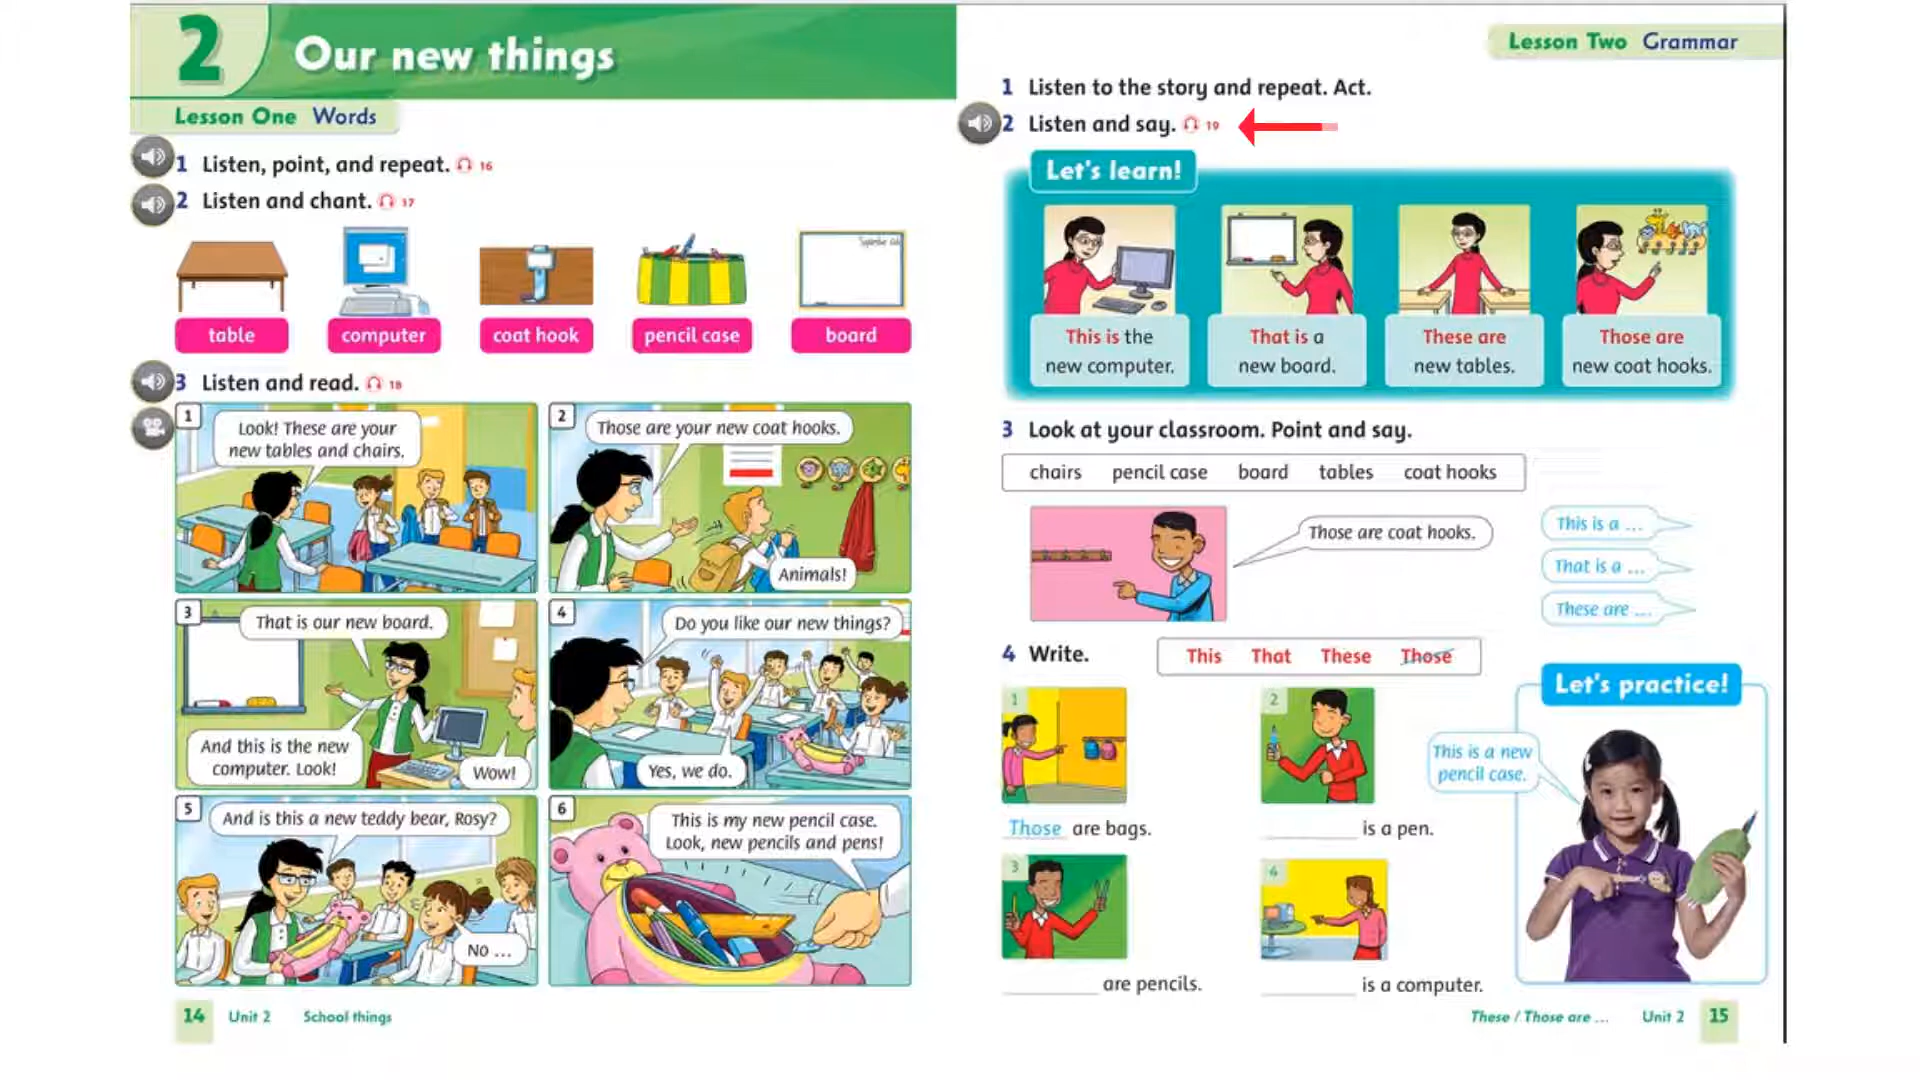 2
Our new things
Lesson One Words
1 Listen, point, and repeat. 16
2 Listen and chant. 17
table
computer
coat hook
pencil case
board
3 Listen and read. 18
1
Look! These are your
new tables and chairs.
2
Those are your new coat hooks.
Animals!
3
That is our new board.
And this is the new
computer. Look!
Wow!
4
Do you like our new things?
Yes, we do.
5
And is this a new teddy bear, Rosy?
No ...
6
This is my new pencil case.
Look, new pencils and pens!
14 Unit 2 School things
Lesson Two Grammar
1 Listen to the story and repeat. Act.
2 Listen and say. 19
Let's learn!
This is the
new computer.
That is a
new board.
These are
new tables.
Those are
new coat hooks.
3 Look at your classroom. Point and say.
chairs pencil case board tables coat hooks
Those are coat hooks.
This is a ...
That is a ...
These are ...
4 Write.
This That These Those
1
Those are bags.
2
is a pen.
3
are pencils.
4
is a computer.
Let's practice!
This is a new
pencil case.
These / Those are ... Unit 2 15